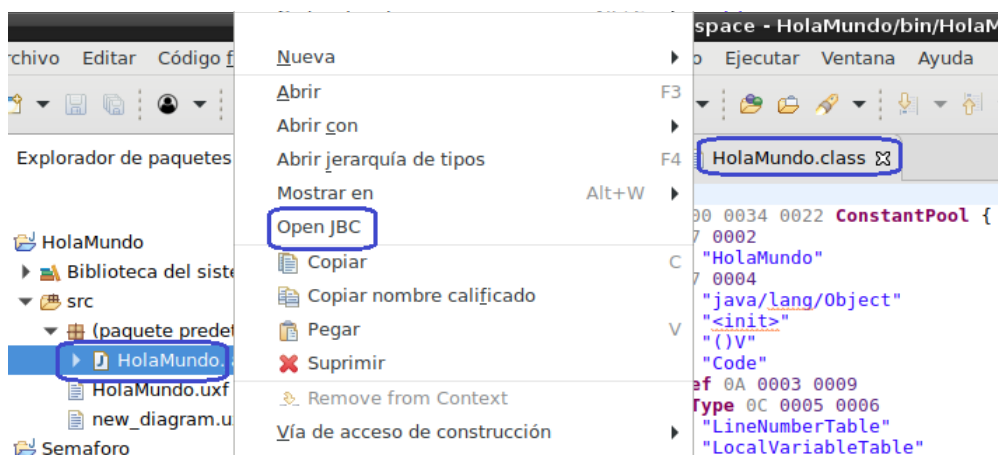 space - HolaMundo/bin/HolaM
rchivo Editar Código f
Ejecutar Ventana Ayuda
Explorador de paquetes
HolaMundo
Biblioteca del siste
src
(paquete predet
HolaMundo.
HolaMundo.uxf
new_diagram.u
Semaforo
Nueva
Abrir F3
Abrir con
Abrir jerarquía de tipos F4
Mostrar en Alt+W
Open JBC
Copiar C
Copiar nombre calificado
Pegar V
Suprimir
Remove from Context
Vía de acceso de construcción
HolaMundo.class
00 0034 0022 ConstantPool {
7 0002
"HolaMundo"
7 0004
"java/lang/Object"
"<init>"
"()V"
"Code"
ef 0A 0003 0009
Type 0C 0005 0006
"LineNumberTable"
"LocalVariableTable"